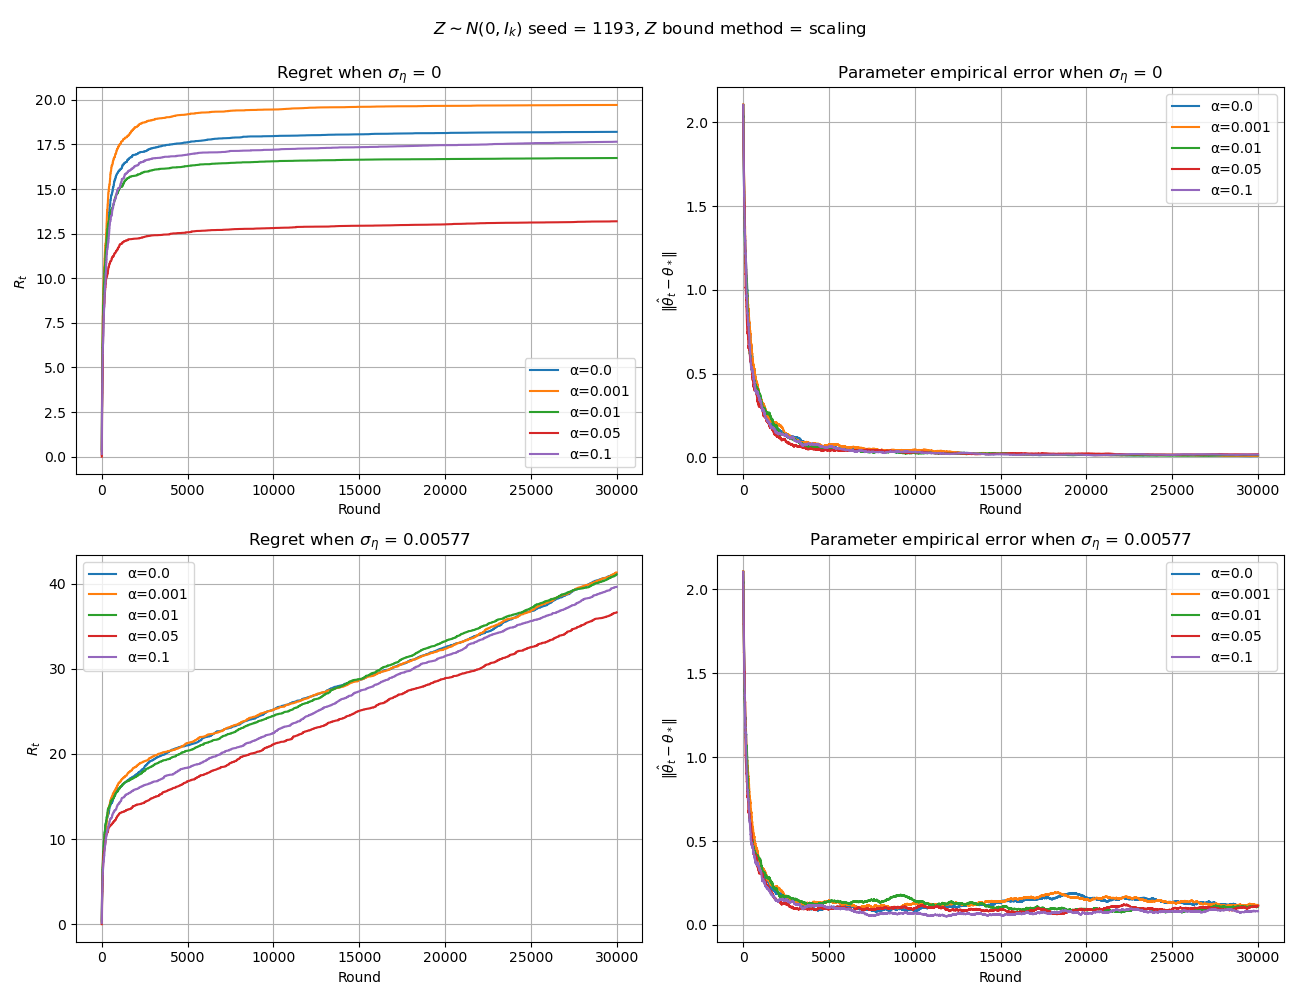 Z ∼ N(0, I_k) seed = 1193, Z bound method = scaling
Regret when σ_η = 0
R_t
20.0
17.5
15.0
12.5
10.0
7.5
5.0
2.5
0.0
α=0.0
α=0.001
α=0.01
α=0.05
α=0.1
0 5000 10000 15000 20000 25000 30000
Round
Parameter empirical error when σ_η = 0
‖θ̂_t − θ_*‖
2.0
1.5
1.0
0.5
0.0
α=0.0
α=0.001
α=0.01
α=0.05
α=0.1
0 5000 10000 15000 20000 25000 30000
Round
Regret when σ_η = 0.00577
R_t
40
30
20
10
0
α=0.0
α=0.001
α=0.01
α=0.05
α=0.1
0 5000 10000 15000 20000 25000 30000
Round
Parameter empirical error when σ_η = 0.00577
‖θ̂_t − θ_*‖
2.0
1.5
1.0
0.5
0.0
α=0.0
α=0.001
α=0.01
α=0.05
α=0.1
0 5000 10000 15000 20000 25000 30000
Round